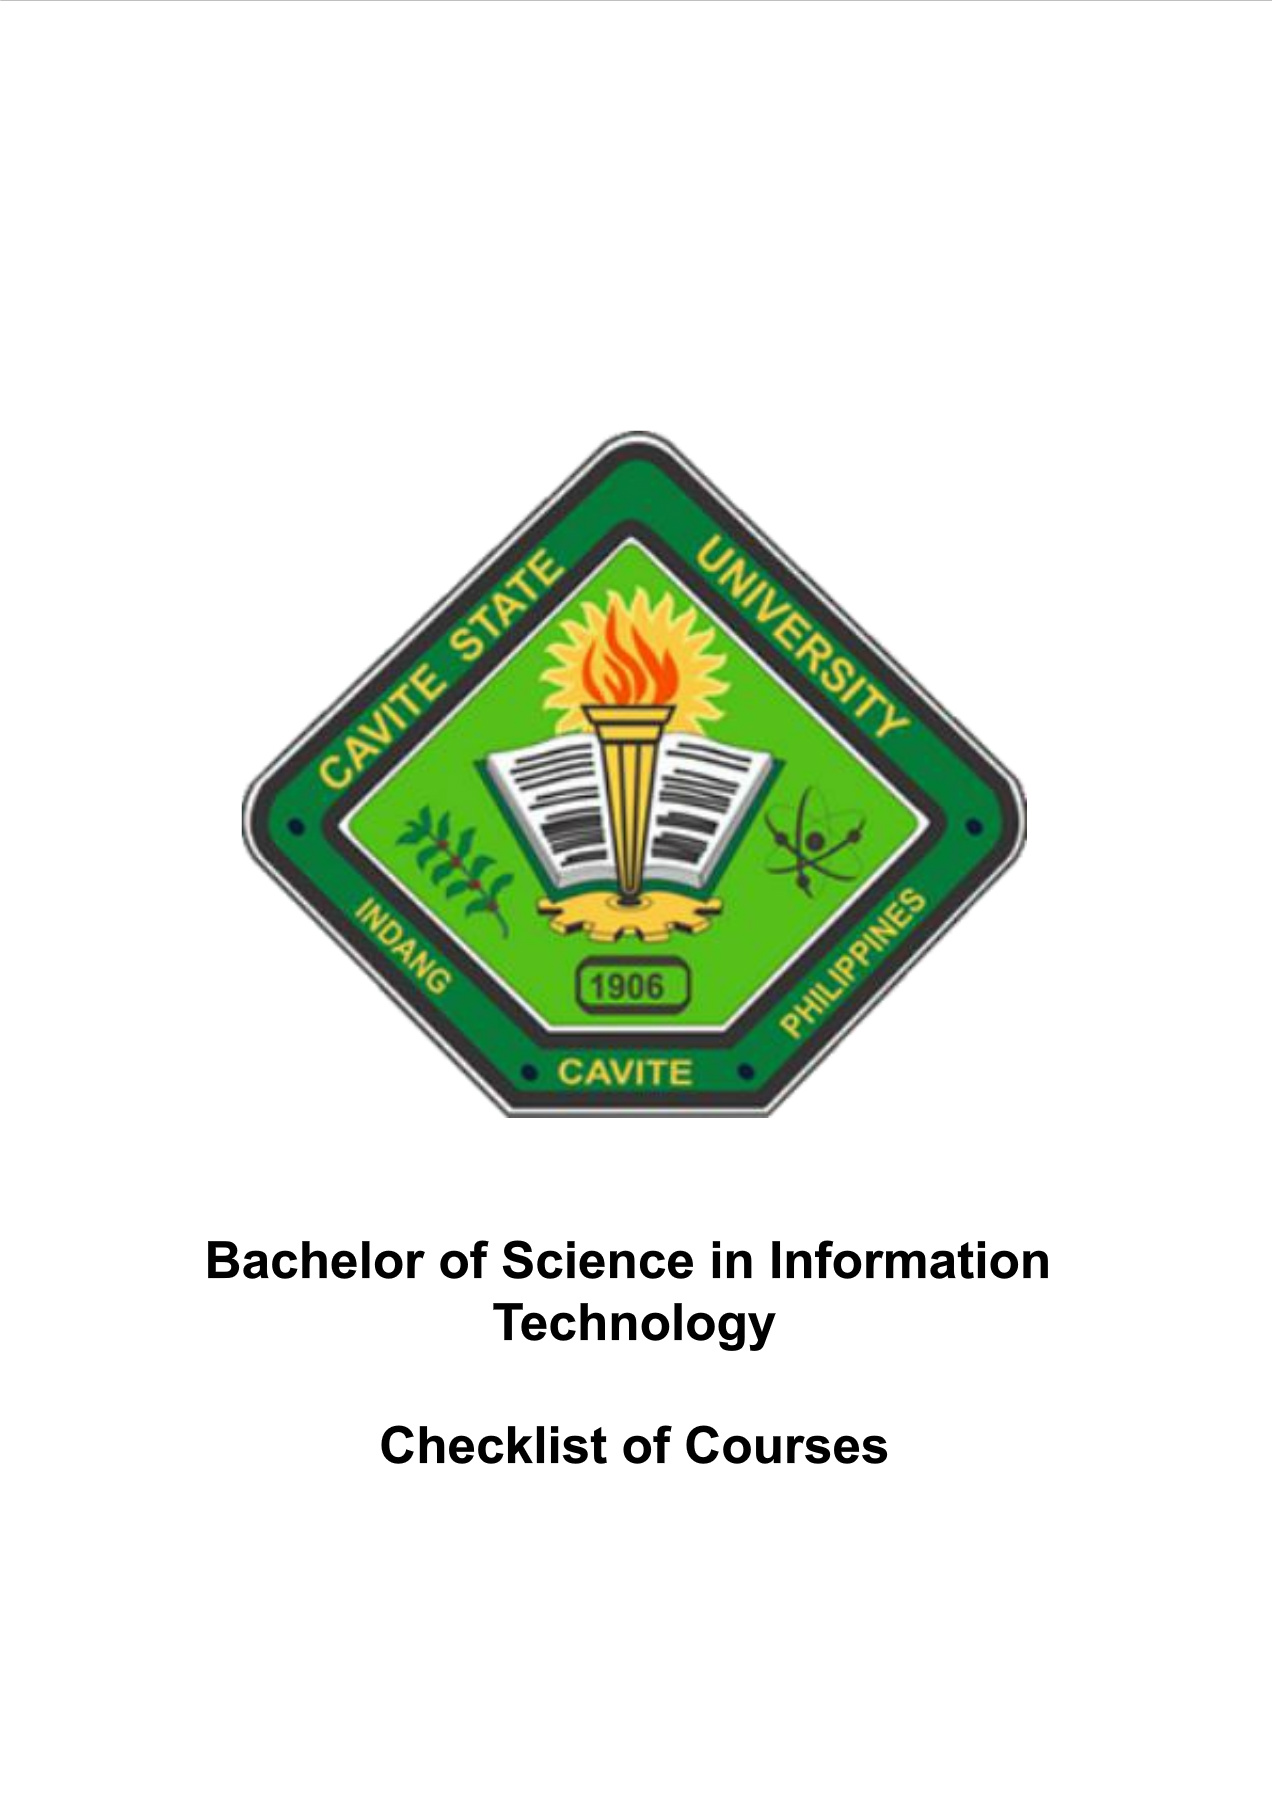 CAVITE STATE
UNIVERSITY
INDANG
PHILIPPINES
1906
CAVITE
Bachelor of Science in Information
Technology
Checklist of Courses